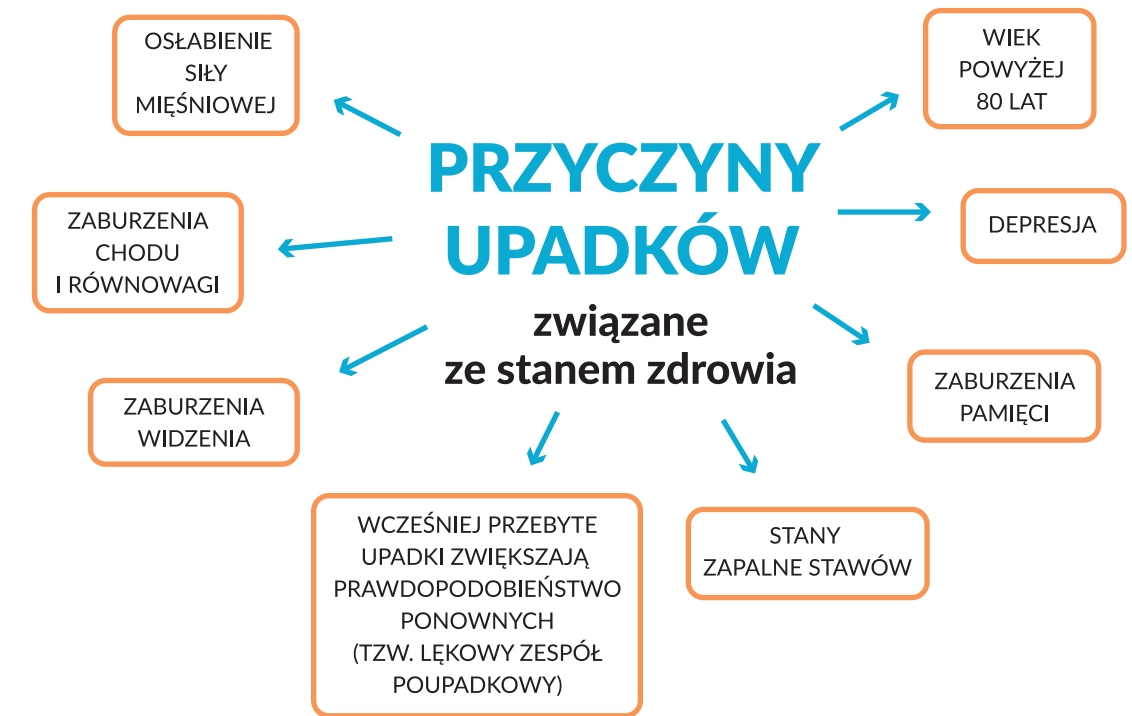 PRZYCZYNY
UPADKÓW
związane
ze stanem zdrowia
OSŁABIENIE
SIŁY
MIĘŚNIOWEJ
ZABURZENIA
CHODU
I RÓWNOWAGI
ZABURZENIA
WIDZENIA
WCZEŚNIEJ PRZEBYTE
UPADKI ZWIĘKSZAJĄ
PRAWDOPODOBIEŃSTWO
PONOWNYCH
(TZW. LĘKOWY ZESPÓŁ
POUPADKOWY)
STANY
ZAPALNE STAWÓW
ZABURZENIA
PAMIĘCI
DEPRESJA
WIEK
POWYŻEJ
80 LAT